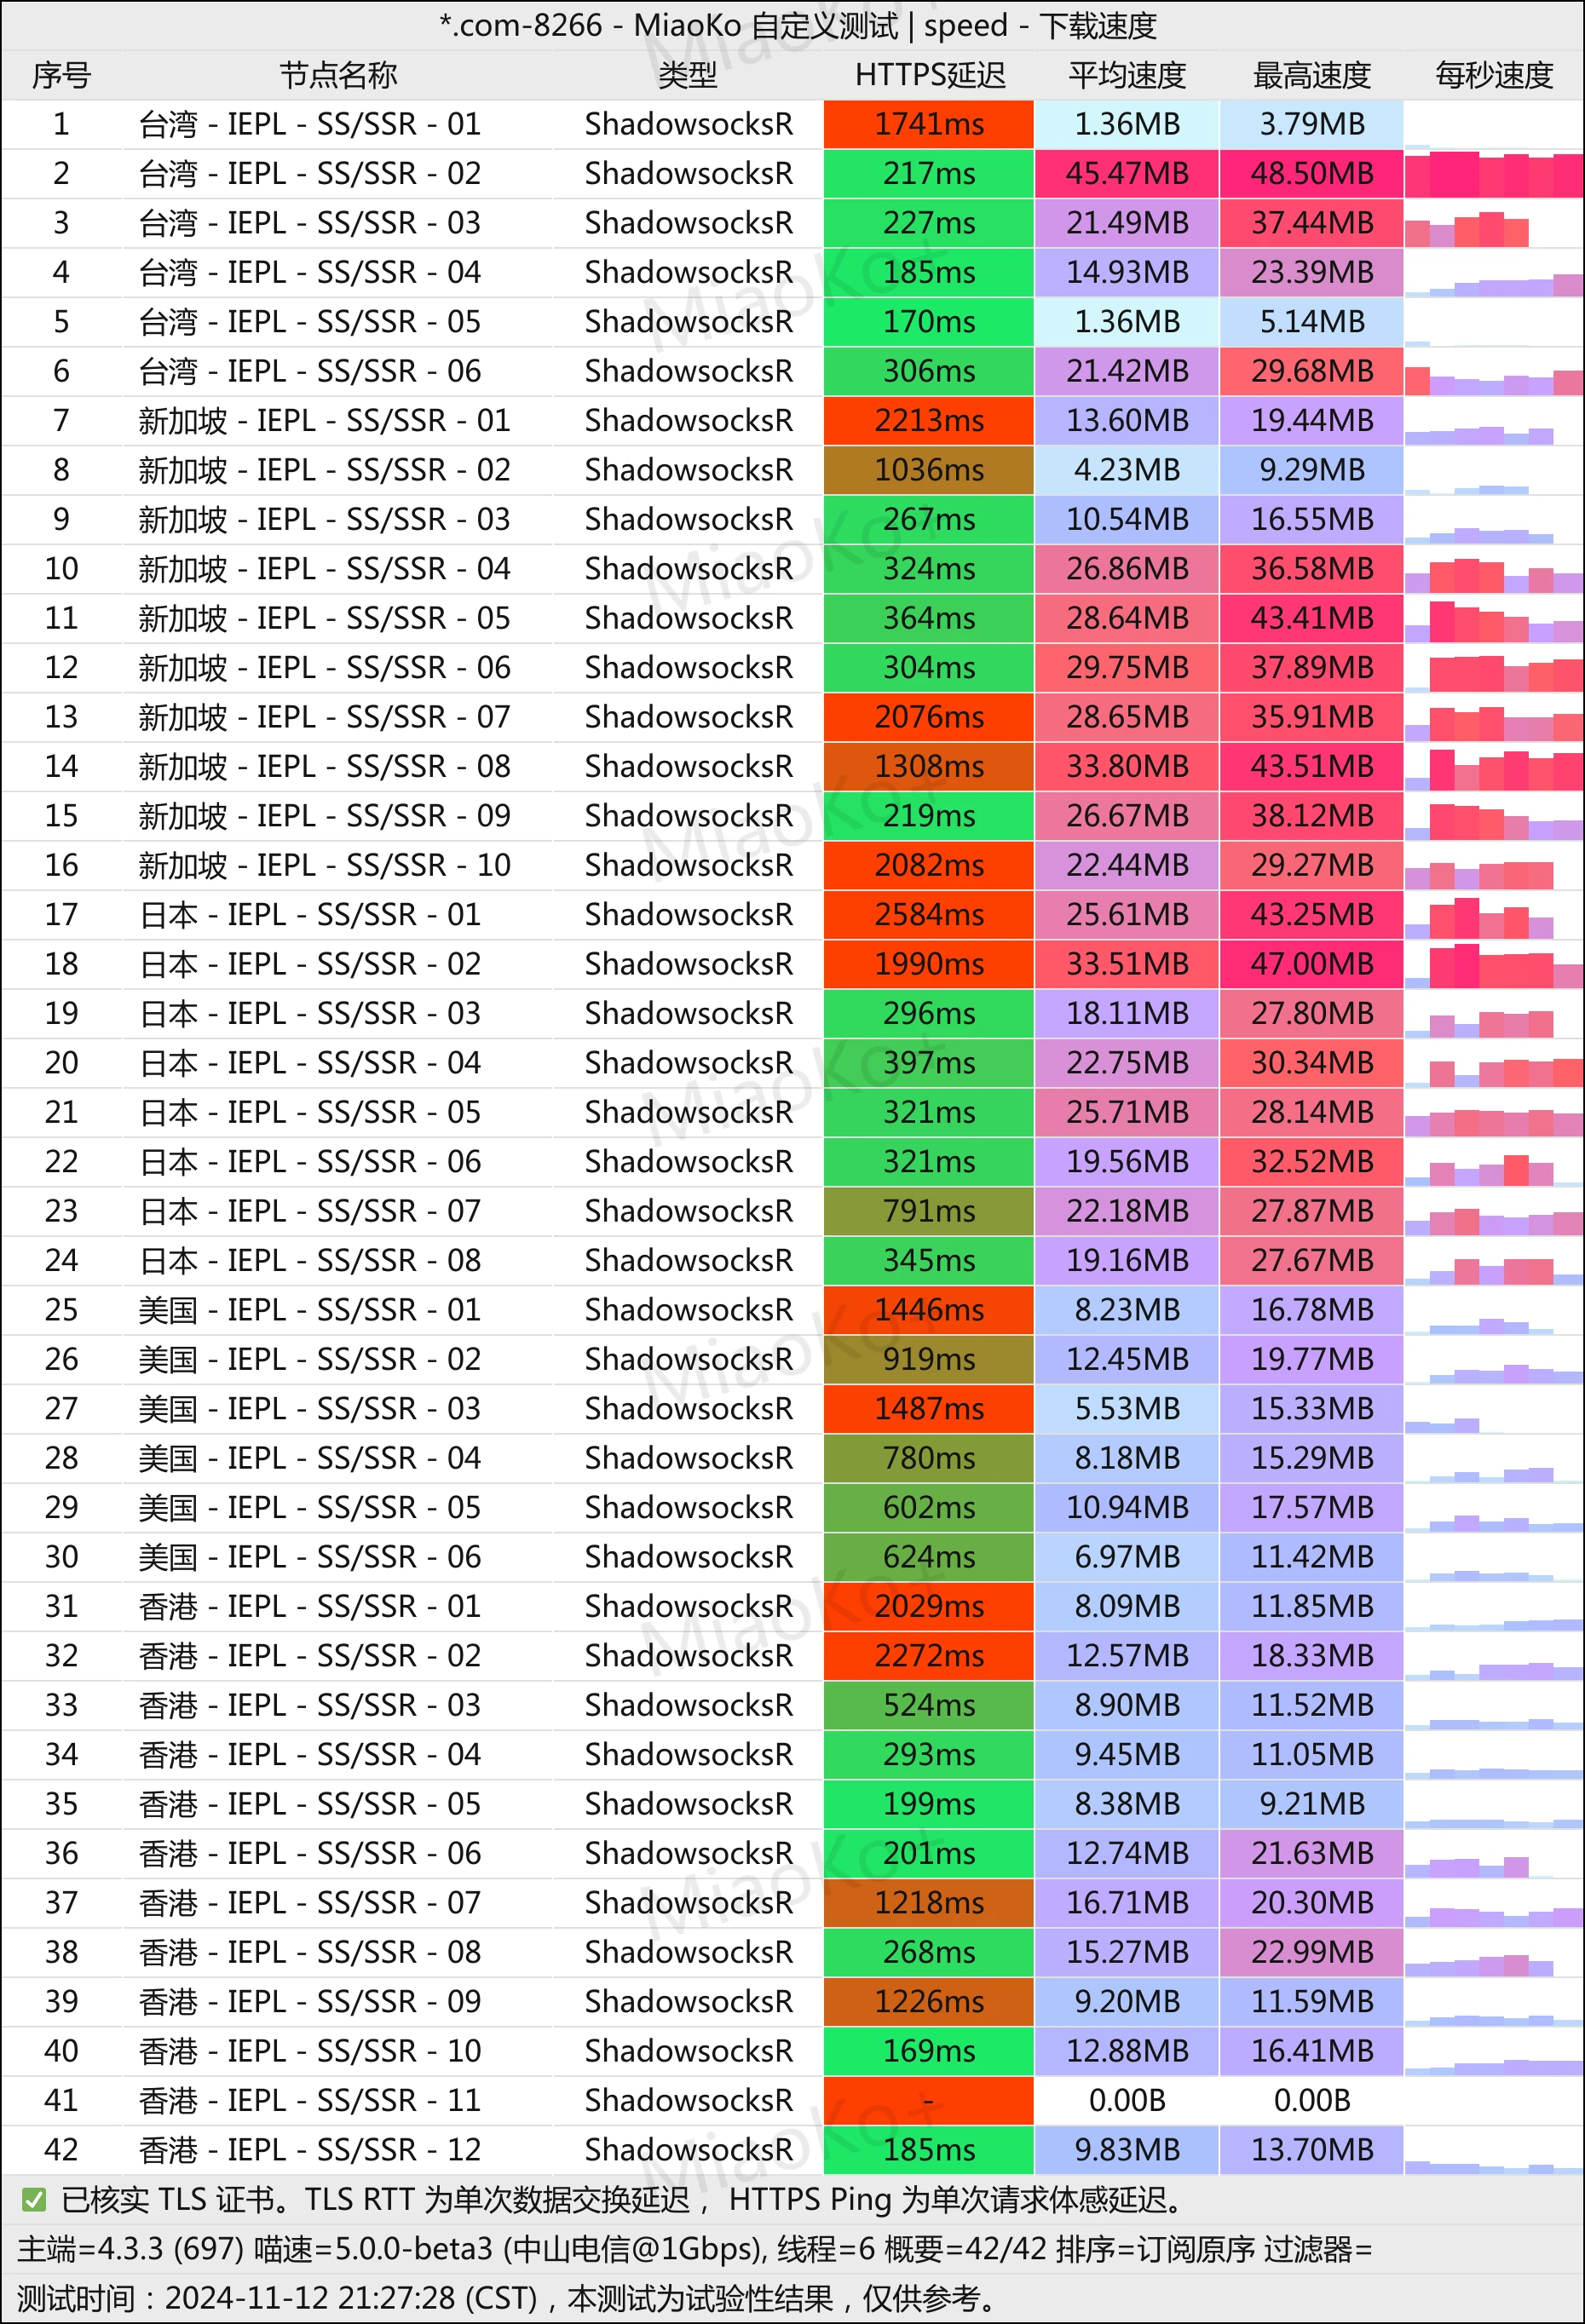 *.com-8266 - MiaoKo 自定义测试 | speed - 下载速度
序号 节点名称 类型 HTTPS延迟 平均速度 最高速度 每秒速度
1 台湾 - IEPL - SS/SSR - 01 ShadowsocksR 1741ms 1.36MB 3.79MB
2 台湾 - IEPL - SS/SSR - 02 ShadowsocksR 217ms 45.47MB 48.50MB
3 台湾 - IEPL - SS/SSR - 03 ShadowsocksR 227ms 21.49MB 37.44MB
4 台湾 - IEPL - SS/SSR - 04 ShadowsocksR 185ms 14.93MB 23.39MB
5 台湾 - IEPL - SS/SSR - 05 ShadowsocksR 170ms 1.36MB 5.14MB
6 台湾 - IEPL - SS/SSR - 06 ShadowsocksR 306ms 21.42MB 29.68MB
7 新加坡 - IEPL - SS/SSR - 01 ShadowsocksR 2213ms 13.60MB 19.44MB
8 新加坡 - IEPL - SS/SSR - 02 ShadowsocksR 1036ms 4.23MB 9.29MB
9 新加坡 - IEPL - SS/SSR - 03 ShadowsocksR 267ms 10.54MB 16.55MB
10 新加坡 - IEPL - SS/SSR - 04 ShadowsocksR 324ms 26.86MB 36.58MB
11 新加坡 - IEPL - SS/SSR - 05 ShadowsocksR 364ms 28.64MB 43.41MB
12 新加坡 - IEPL - SS/SSR - 06 ShadowsocksR 304ms 29.75MB 37.89MB
13 新加坡 - IEPL - SS/SSR - 07 ShadowsocksR 2076ms 28.65MB 35.91MB
14 新加坡 - IEPL - SS/SSR - 08 ShadowsocksR 1308ms 33.80MB 43.51MB
15 新加坡 - IEPL - SS/SSR - 09 ShadowsocksR 219ms 26.67MB 38.12MB
16 新加坡 - IEPL - SS/SSR - 10 ShadowsocksR 2082ms 22.44MB 29.27MB
17 日本 - IEPL - SS/SSR - 01 ShadowsocksR 2584ms 25.61MB 43.25MB
18 日本 - IEPL - SS/SSR - 02 ShadowsocksR 1990ms 33.51MB 47.00MB
19 日本 - IEPL - SS/SSR - 03 ShadowsocksR 296ms 18.11MB 27.80MB
20 日本 - IEPL - SS/SSR - 04 ShadowsocksR 397ms 22.75MB 30.34MB
21 日本 - IEPL - SS/SSR - 05 ShadowsocksR 321ms 25.71MB 28.14MB
22 日本 - IEPL - SS/SSR - 06 ShadowsocksR 321ms 19.56MB 32.52MB
23 日本 - IEPL - SS/SSR - 07 ShadowsocksR 791ms 22.18MB 27.87MB
24 日本 - IEPL - SS/SSR - 08 ShadowsocksR 345ms 19.16MB 27.67MB
25 美国 - IEPL - SS/SSR - 01 ShadowsocksR 1446ms 8.23MB 16.78MB
26 美国 - IEPL - SS/SSR - 02 ShadowsocksR 919ms 12.45MB 19.77MB
27 美国 - IEPL - SS/SSR - 03 ShadowsocksR 1487ms 5.53MB 15.33MB
28 美国 - IEPL - SS/SSR - 04 ShadowsocksR 780ms 8.18MB 15.29MB
29 美国 - IEPL - SS/SSR - 05 ShadowsocksR 602ms 10.94MB 17.57MB
30 美国 - IEPL - SS/SSR - 06 ShadowsocksR 624ms 6.97MB 11.42MB
31 香港 - IEPL - SS/SSR - 01 ShadowsocksR 2029ms 8.09MB 11.85MB
32 香港 - IEPL - SS/SSR - 02 ShadowsocksR 2272ms 12.57MB 18.33MB
33 香港 - IEPL - SS/SSR - 03 ShadowsocksR 524ms 8.90MB 11.52MB
34 香港 - IEPL - SS/SSR - 04 ShadowsocksR 293ms 9.45MB 11.05MB
35 香港 - IEPL - SS/SSR - 05 ShadowsocksR 199ms 8.38MB 9.21MB
36 香港 - IEPL - SS/SSR - 06 ShadowsocksR 201ms 12.74MB 21.63MB
37 香港 - IEPL - SS/SSR - 07 ShadowsocksR 1218ms 16.71MB 20.30MB
38 香港 - IEPL - SS/SSR - 08 ShadowsocksR 268ms 15.27MB 22.99MB
39 香港 - IEPL - SS/SSR - 09 ShadowsocksR 1226ms 9.20MB 11.59MB
40 香港 - IEPL - SS/SSR - 10 ShadowsocksR 169ms 12.88MB 16.41MB
41 香港 - IEPL - SS/SSR - 11 ShadowsocksR - 0.00B 0.00B
42 香港 - IEPL - SS/SSR - 12 ShadowsocksR 185ms 9.83MB 13.70MB
✅ 已核实 TLS 证书。TLS RTT 为单次数据交换延迟， HTTPS Ping 为单次请求体感延迟。
主端=4.3.3 (697) 喵速=5.0.0-beta3 (中山电信@1Gbps), 线程=6 概要=42/42 排序=订阅原序 过滤器=
测试时间：2024-11-12 21:27:28 (CST)，本测试为试验性结果，仅供参考。